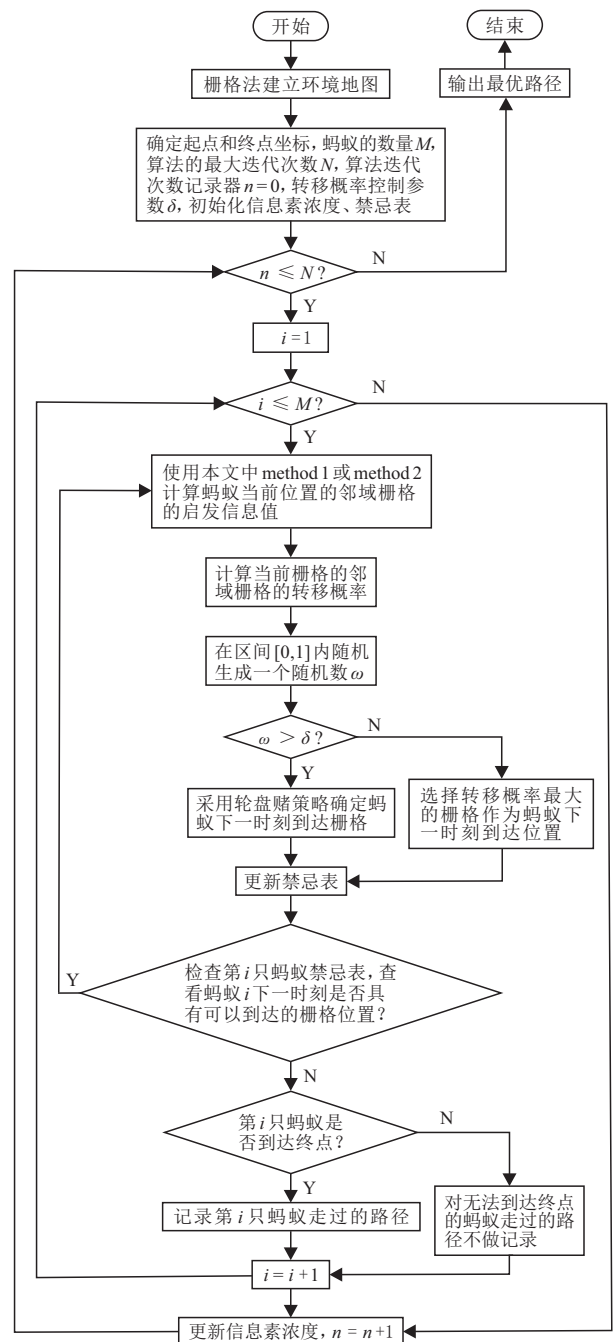 开始
结束
栅格法建立环境地图
输出最优路径
确定起点和终点坐标,蚂蚁的数量M,
算法的最大迭代次数N,算法迭代
次数记录器n=0,转移概率控制参
数δ,初始化信息素浓度、禁忌表
n≤N?
N
Y
i=1
i≤M?
N
Y
使用本文中method 1或method 2
计算蚂蚁当前位置的邻域栅格
的启发信息值
计算当前栅格的邻
域栅格的转移概率
在区间[0,1]内随机
生成一个随机数ω
ω>δ?
N
Y
采用轮盘赌策略确定蚂
蚁下一时刻到达栅格
选择转移概率最大
的栅格作为蚂蚁下
一时刻到达位置
更新禁忌表
Y
检查第i只蚂蚁禁忌表,查
看蚂蚁i下一时刻是否具
有可以到达的栅格位置?
N
第i只蚂蚁是
否到达终点?
N
Y
记录第i只蚂蚁走过的路径
对无法到达终点
的蚂蚁走过的路
径不做记录
i=i+1
更新信息素浓度,n=n+1